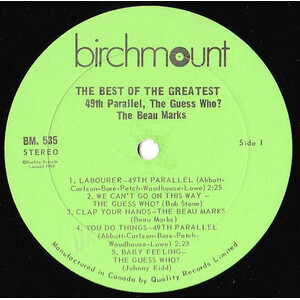 birchmount
THE BEST OF THE GREATEST
49th Parallel, The Guess Who?
The Beau Marks
BM. 535
STEREO
©Quality Records
Limited 1969
Side 1
1. LABOURER—49TH PARALLEL (Abbott-
Carlson-Bare-Petch-Woodhouse-Lowe) 2:25
2. WE CAN'T GO ON THIS WAY—
THE GUESS WHO? (Bob Stone)
3. CLAP YOUR HANDS—THE BEAU MARKS
(Beau Marks)
4. YOU DO THINGS—49TH PARALLEL
(Abbott-Carlson-Bare-Petch-
Woodhouse-Lowe) 2:23
5. BABY FEELING—
THE GUESS WHO?
(Johnny Kidd)
Manufactured in Canada by Quality Records Limited